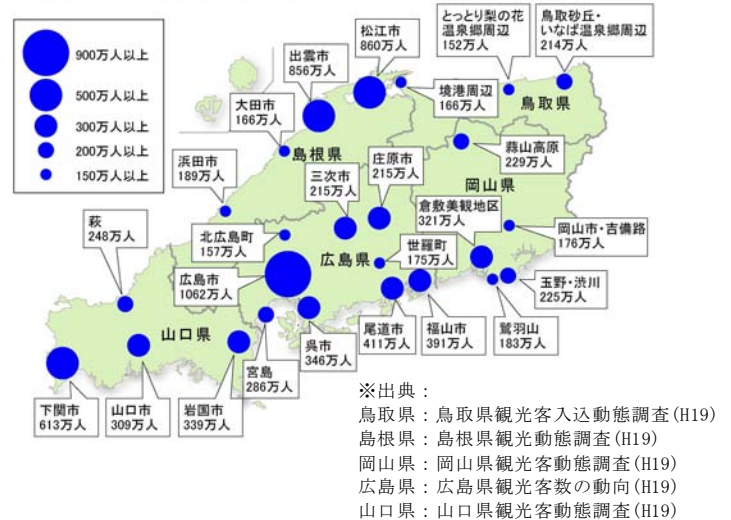 900万人以上
500万人以上
300万人以上
200万人以上
150万人以上
松江市
860万人
とっとり梨の花
温泉郷周辺
152万人
鳥取砂丘・
いなば温泉郷周辺
214万人
出雲市
856万人
境港周辺
166万人
鳥取県
大田市
166万人
島根県
蒜山高原
229万人
浜田市
189万人
三次市
215万人
庄原市
215万人
岡山県
倉敷美観地区
321万人
岡山市・吉備路
176万人
萩
248万人
北広島町
157万人
広島県
世羅町
175万人
広島市
1062万人
玉野・渋川
225万人
山口県
呉市
346万人
尾道市
411万人
福山市
391万人
鷲羽山
183万人
宮島
286万人
下関市
613万人
山口市
309万人
岩国市
339万人
※出典：
鳥取県：鳥取県観光客入込動態調査(H19)
島根県：島根県観光動態調査(H19)
岡山県：岡山県観光客動態調査(H19)
広島県：広島県観光客数の動向(H19)
山口県：山口県観光客動態調査(H19)